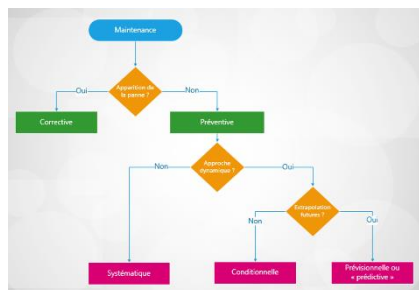 Maintenance
Apparition de
la panne ?
Oui
Non
Corrective
Préventive
Approche
dynamique ?
Non
Oui
Extrapolation
futures ?
Non
Oui
Systématique
Conditionnelle
Prévisionnelle ou
« prédictive »